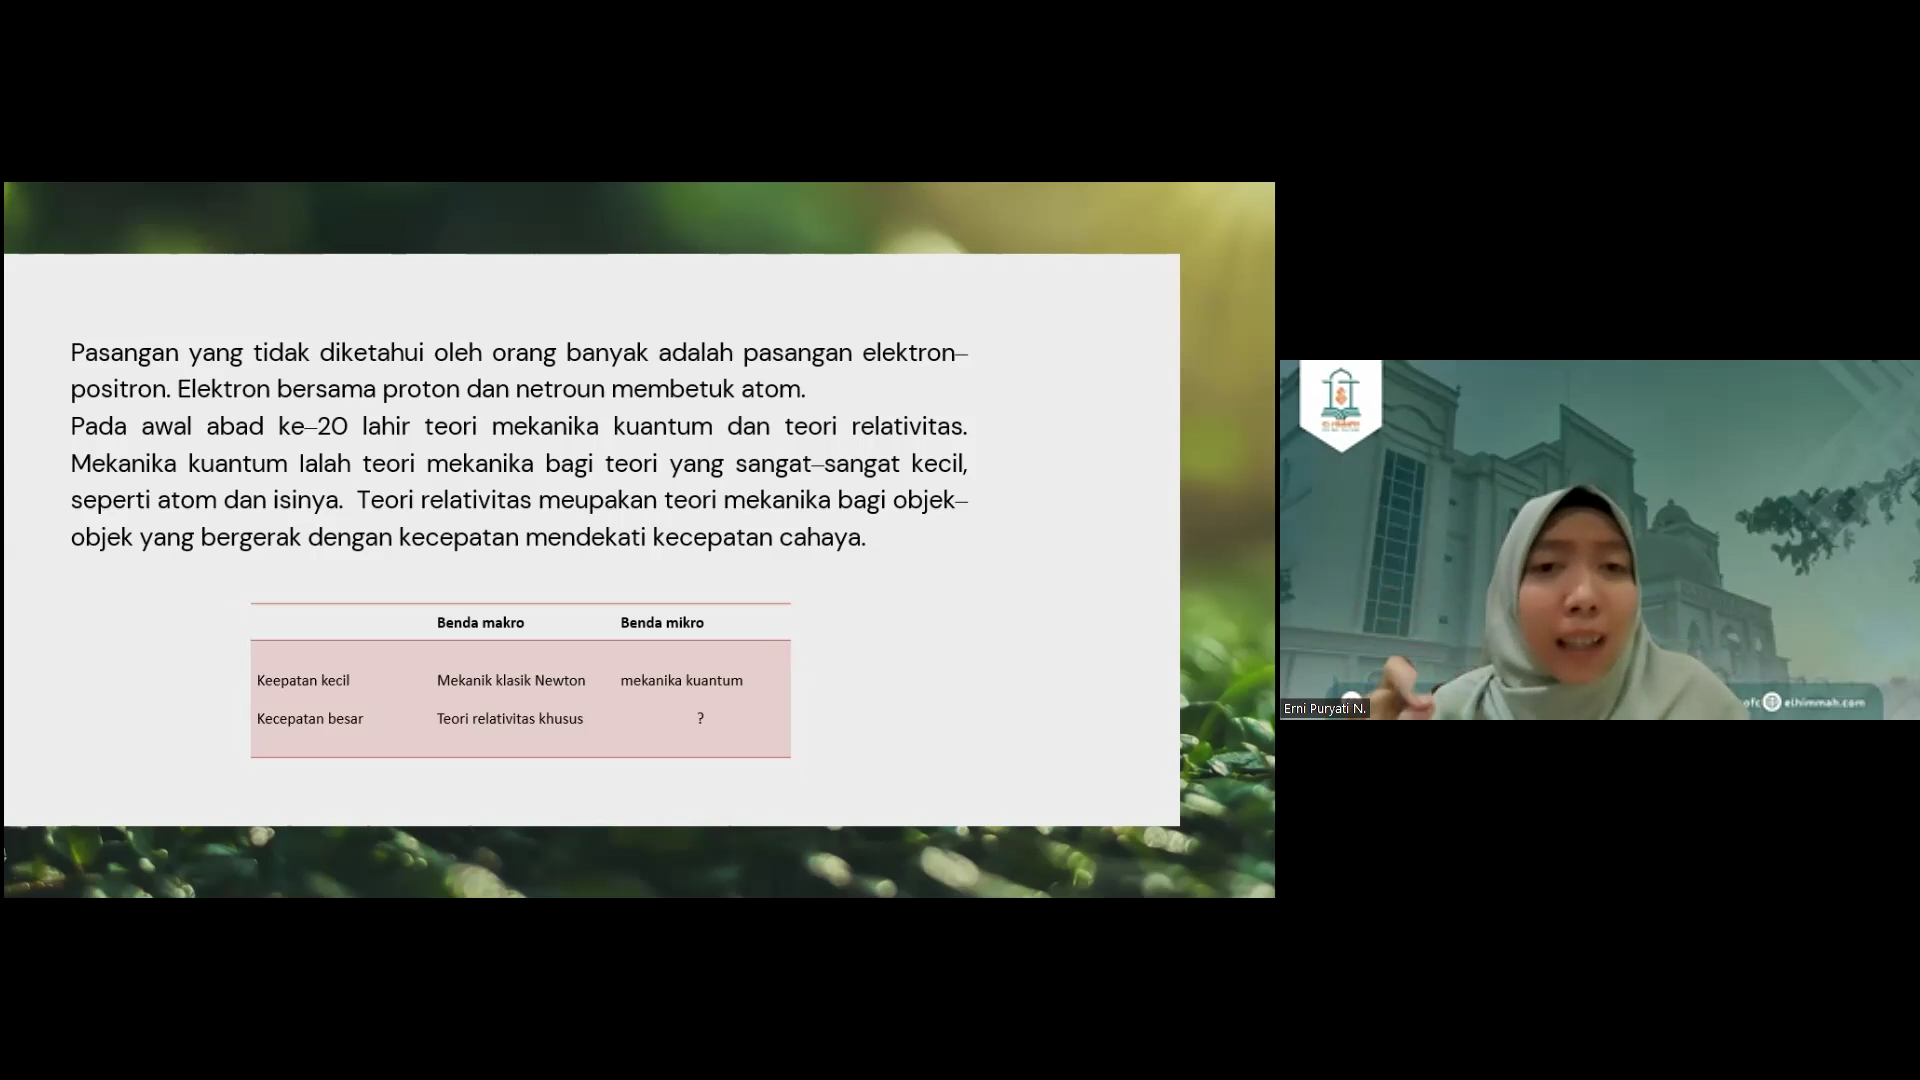 Pasangan yang tidak diketahui oleh orang banyak adalah pasangan elektron–
positron. Elektron bersama proton dan netroun membetuk atom.
Pada awal abad ke–20 lahir teori mekanika kuantum dan teori relativitas.
Mekanika kuantum Ialah teori mekanika bagi teori yang sangat–sangat kecil,
seperti atom dan isinya. Teori relativitas meupakan teori mekanika bagi objek–
objek yang bergerak dengan kecepatan mendekati kecepatan cahaya.
Benda makro Benda mikro
Keepatan kecil Mekanik klasik Newton mekanika kuantum
Kecepatan besar Teori relativitas khusus ?
Erni Puryati N.
ofc elhimmah.com